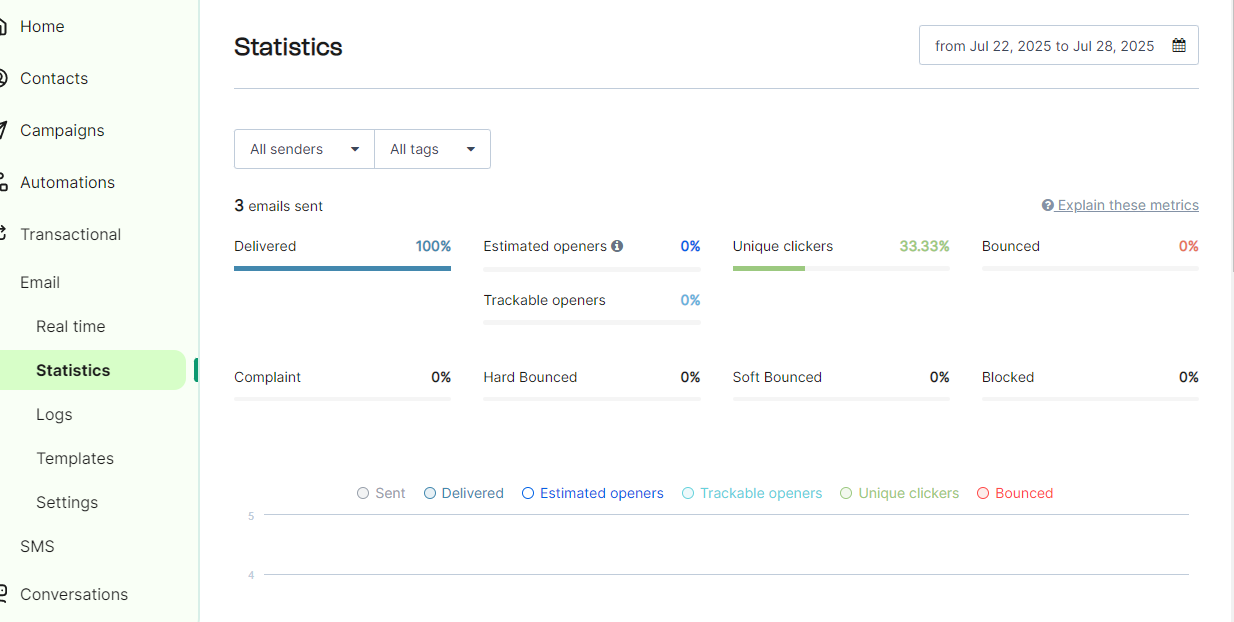 Home
Contacts
Campaigns
Automations
Transactional
Email
Real time
Statistics
Logs
Templates
Settings
SMS
Conversations
Statistics
from Jul 22, 2025 to Jul 28, 2025
All senders
All tags
3 emails sent
Explain these metrics
Delivered 100%
Estimated openers 0%
Unique clickers 33.33%
Bounced 0%
Trackable openers 0%
Complaint 0%
Hard Bounced 0%
Soft Bounced 0%
Blocked 0%
Sent Delivered Estimated openers Trackable openers Unique clickers Bounced
5
4